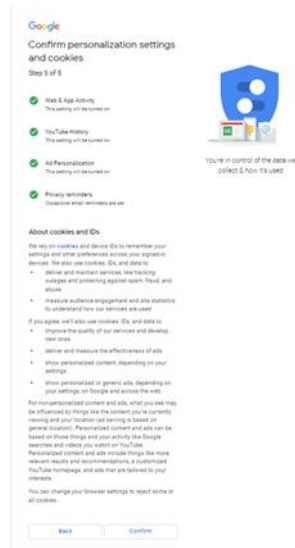 Google
Confirm personalization settings
and cookies
Step 5 of 5
Web & App Activity
This setting will be turned on
YouTube History
This setting will be turned on
Ad Personalization
This setting will be turned on
Privacy reminders
Occasional email reminders are set
You're in control of the data we
collect & how it's used
About cookies and IDs
We rely on cookies and device IDs to remember your
settings and other preferences across your signed-in
devices. We also use cookies, IDs, and data to
• deliver and maintain services, like tracking
outages and protecting against spam, fraud, and
abuse
• measure audience engagement and site statistics
to understand how our services are used
If you agree, we'll also use cookies, IDs, and data to
• improve the quality of our services and develop
new ones
• deliver and measure the effectiveness of ads
• show personalized content, depending on your
settings
• show personalized or generic ads, depending on
your settings, on Google and across the web
For non-personalized content and ads, what you see may
be influenced by things like the content you're currently
viewing and your location (ad serving is based on
general location). Personalized content and ads can be
based on those things and your activity like Google
searches and videos you watch on YouTube.
Personalized content and ads include things like more
relevant results and recommendations, a customized
YouTube homepage, and ads that are tailored to your
interests.
You can change your browser settings to reject some or
all cookies.
Back
Confirm